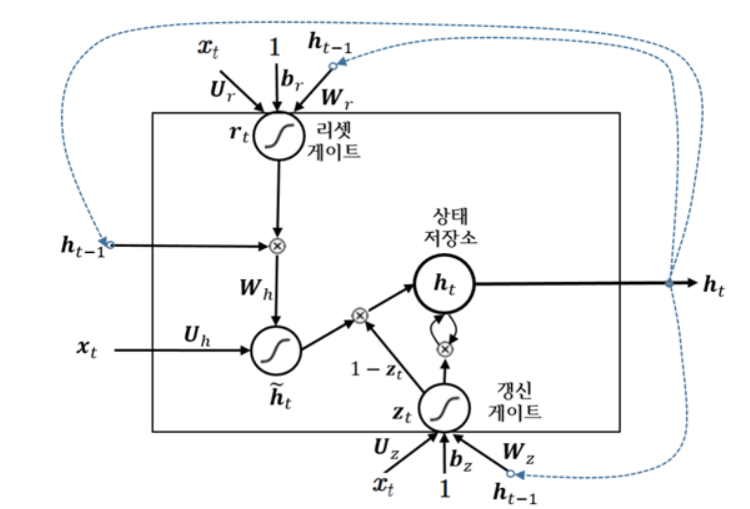 x_t 1 h_{t-1}
U_r b_r W_r
r_t 리셋
게이트
상태
저장소
h_{t-1}
h_t h_t
W_h
U_h
x_t
1 − z_t
h̃_t
갱신
z_t 게이트
U_z b_z W_z
x_t 1 h_{t-1}